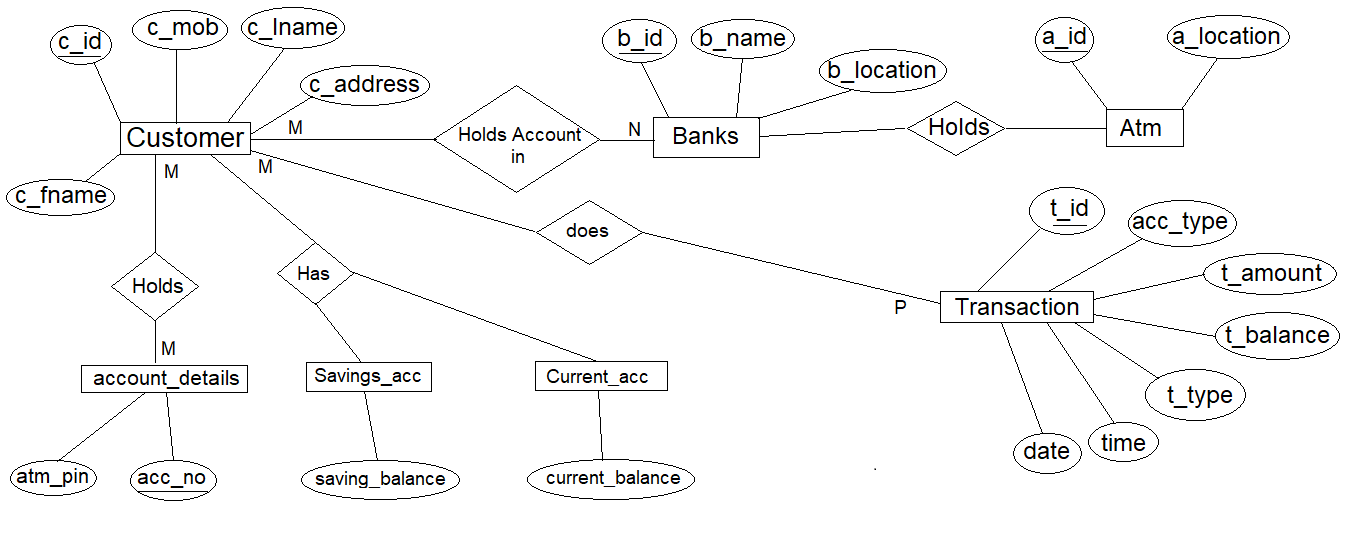 c_id
c_mob
c_lname
c_address
c_fname
Customer
M
Holds Account
in
N
b_id
b_name
b_location
Banks
Holds
a_id
a_location
Atm
M
M
does
P
t_id
acc_type
t_amount
t_balance
t_type
time
date
Transaction
Holds
M
Has
account_details
Savings_acc
Current_acc
atm_pin
acc_no
saving_balance
current_balance